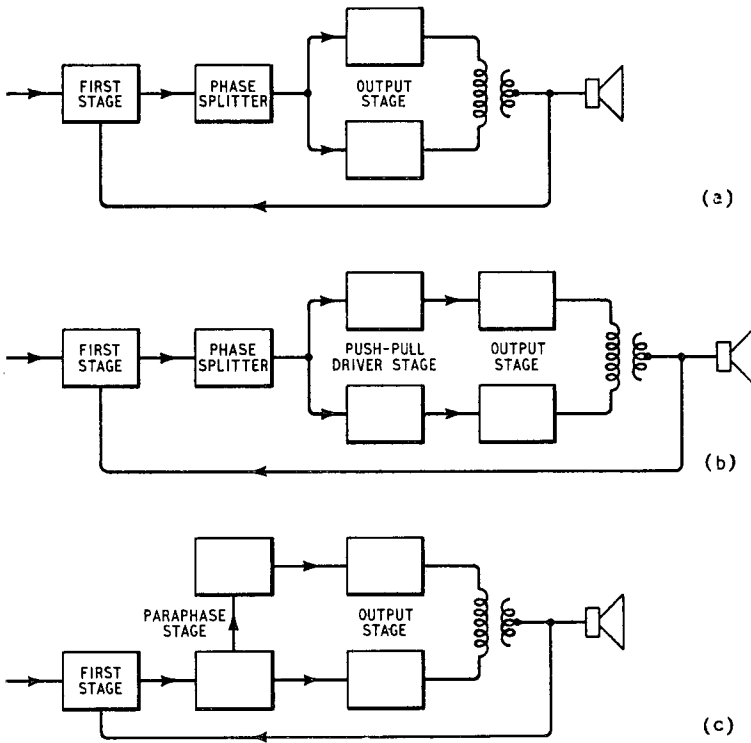 FIRST
STAGE
PHASE
SPLITTER
OUTPUT
STAGE
(a)
FIRST
STAGE
PHASE
SPLITTER
PUSH-PULL
DRIVER STAGE
OUTPUT
STAGE
(b)
PARAPHASE
STAGE
OUTPUT
STAGE
FIRST
STAGE
(c)